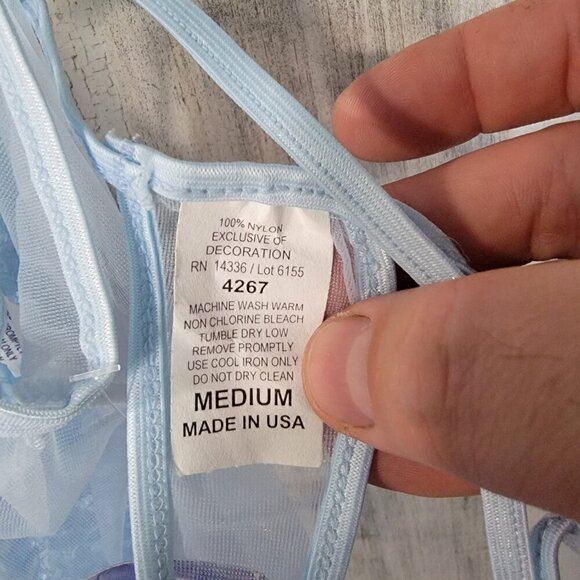 100% NYLON
EXCLUSIVE OF
DECORATION
RN 14336 / Lot 6155
4267
MACHINE WASH WARM
NON CHLORINE BLEACH
TUMBLE DRY LOW
REMOVE PROMPTLY
USE COOL IRON ONLY
DO NOT DRY CLEAN
MEDIUM
MADE IN USA